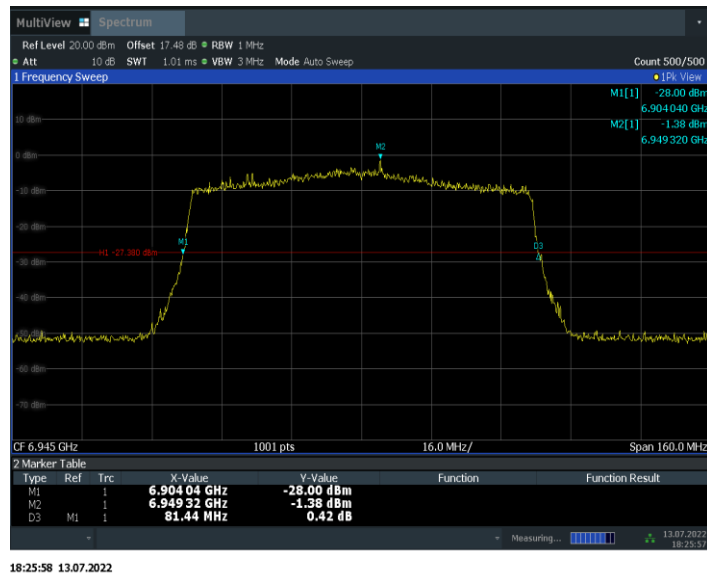 MultiView Spectrum
Ref Level 20.00 dBm Offset 17.48 dB RBW 1 MHz
Att 10 dB SWT 1.01 ms VBW 3 MHz Mode Auto Sweep Count 500/500
1 Frequency Sweep 1Pk View
M1[1] -28.00 dBm
6.904040 GHz
10 dBm
M2[1] -1.38 dBm
6.949320 GHz
M2
0 dBm
-10 dBm
-20 dBm
M1
D3
H1 -27.380 dBm
-30 dBm
-40 dBm
-60 dBm
-70 dBm
CF 6.945 GHz 1001 pts 16.0 MHz/ Span 160.0 MHz
2 Marker Table
Type Ref Trc X-Value Y-Value Function Function Result
M1 1 6.904 04 GHz -28.00 dBm
M2 1 6.949 32 GHz -1.38 dBm
D3 M1 1 81.44 MHz 0.42 dB
Measuring... 13.07.2022
18:25:57
18:25:58 13.07.2022